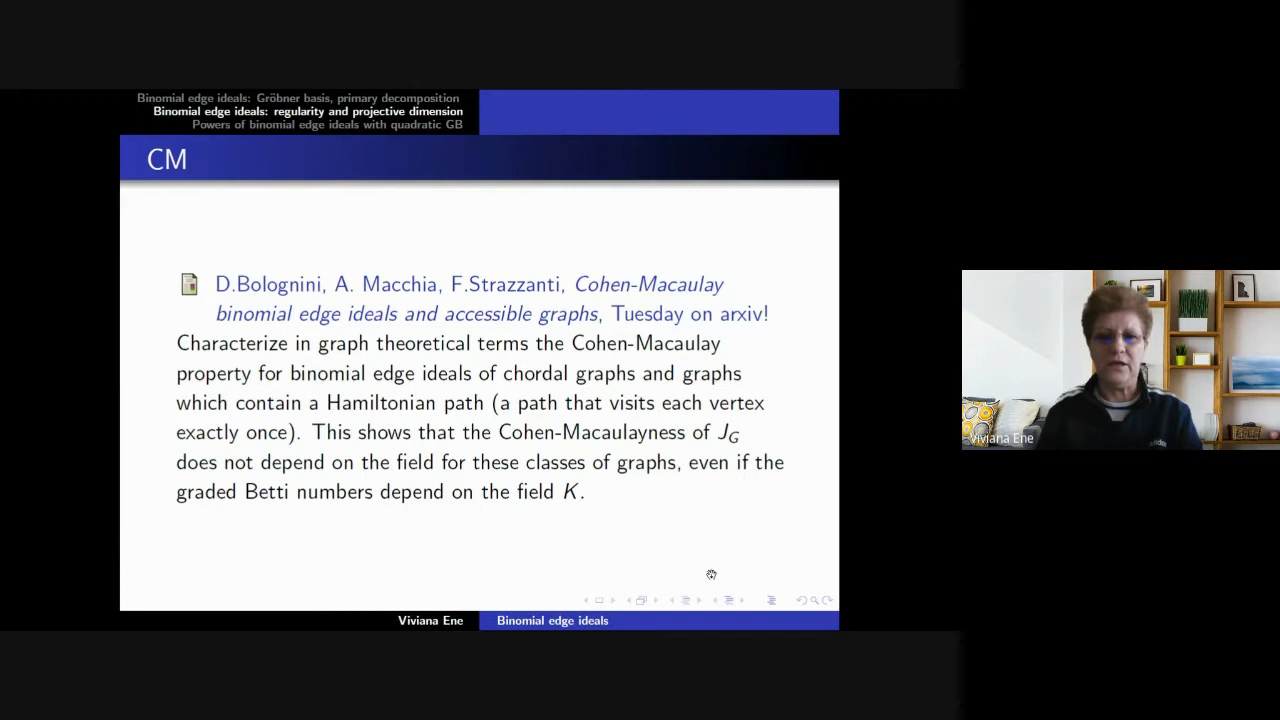 Binomial edge ideals: Gröbner basis, primary decomposition
Binomial edge ideals: regularity and projective dimension
Powers of binomial edge ideals with quadratic GB
CM
D.Bolognini, A. Macchia, F.Strazzanti, Cohen-Macaulay
binomial edge ideals and accessible graphs, Tuesday on arxiv!
Characterize in graph theoretical terms the Cohen-Macaulay
property for binomial edge ideals of chordal graphs and graphs
which contain a Hamiltonian path (a path that visits each vertex
exactly once). This shows that the Cohen-Macaulayness of J_G
does not depend on the field for these classes of graphs, even if the
graded Betti numbers depend on the field K.
Viviana Ene
Binomial edge ideals
Viviana Ene
adidas